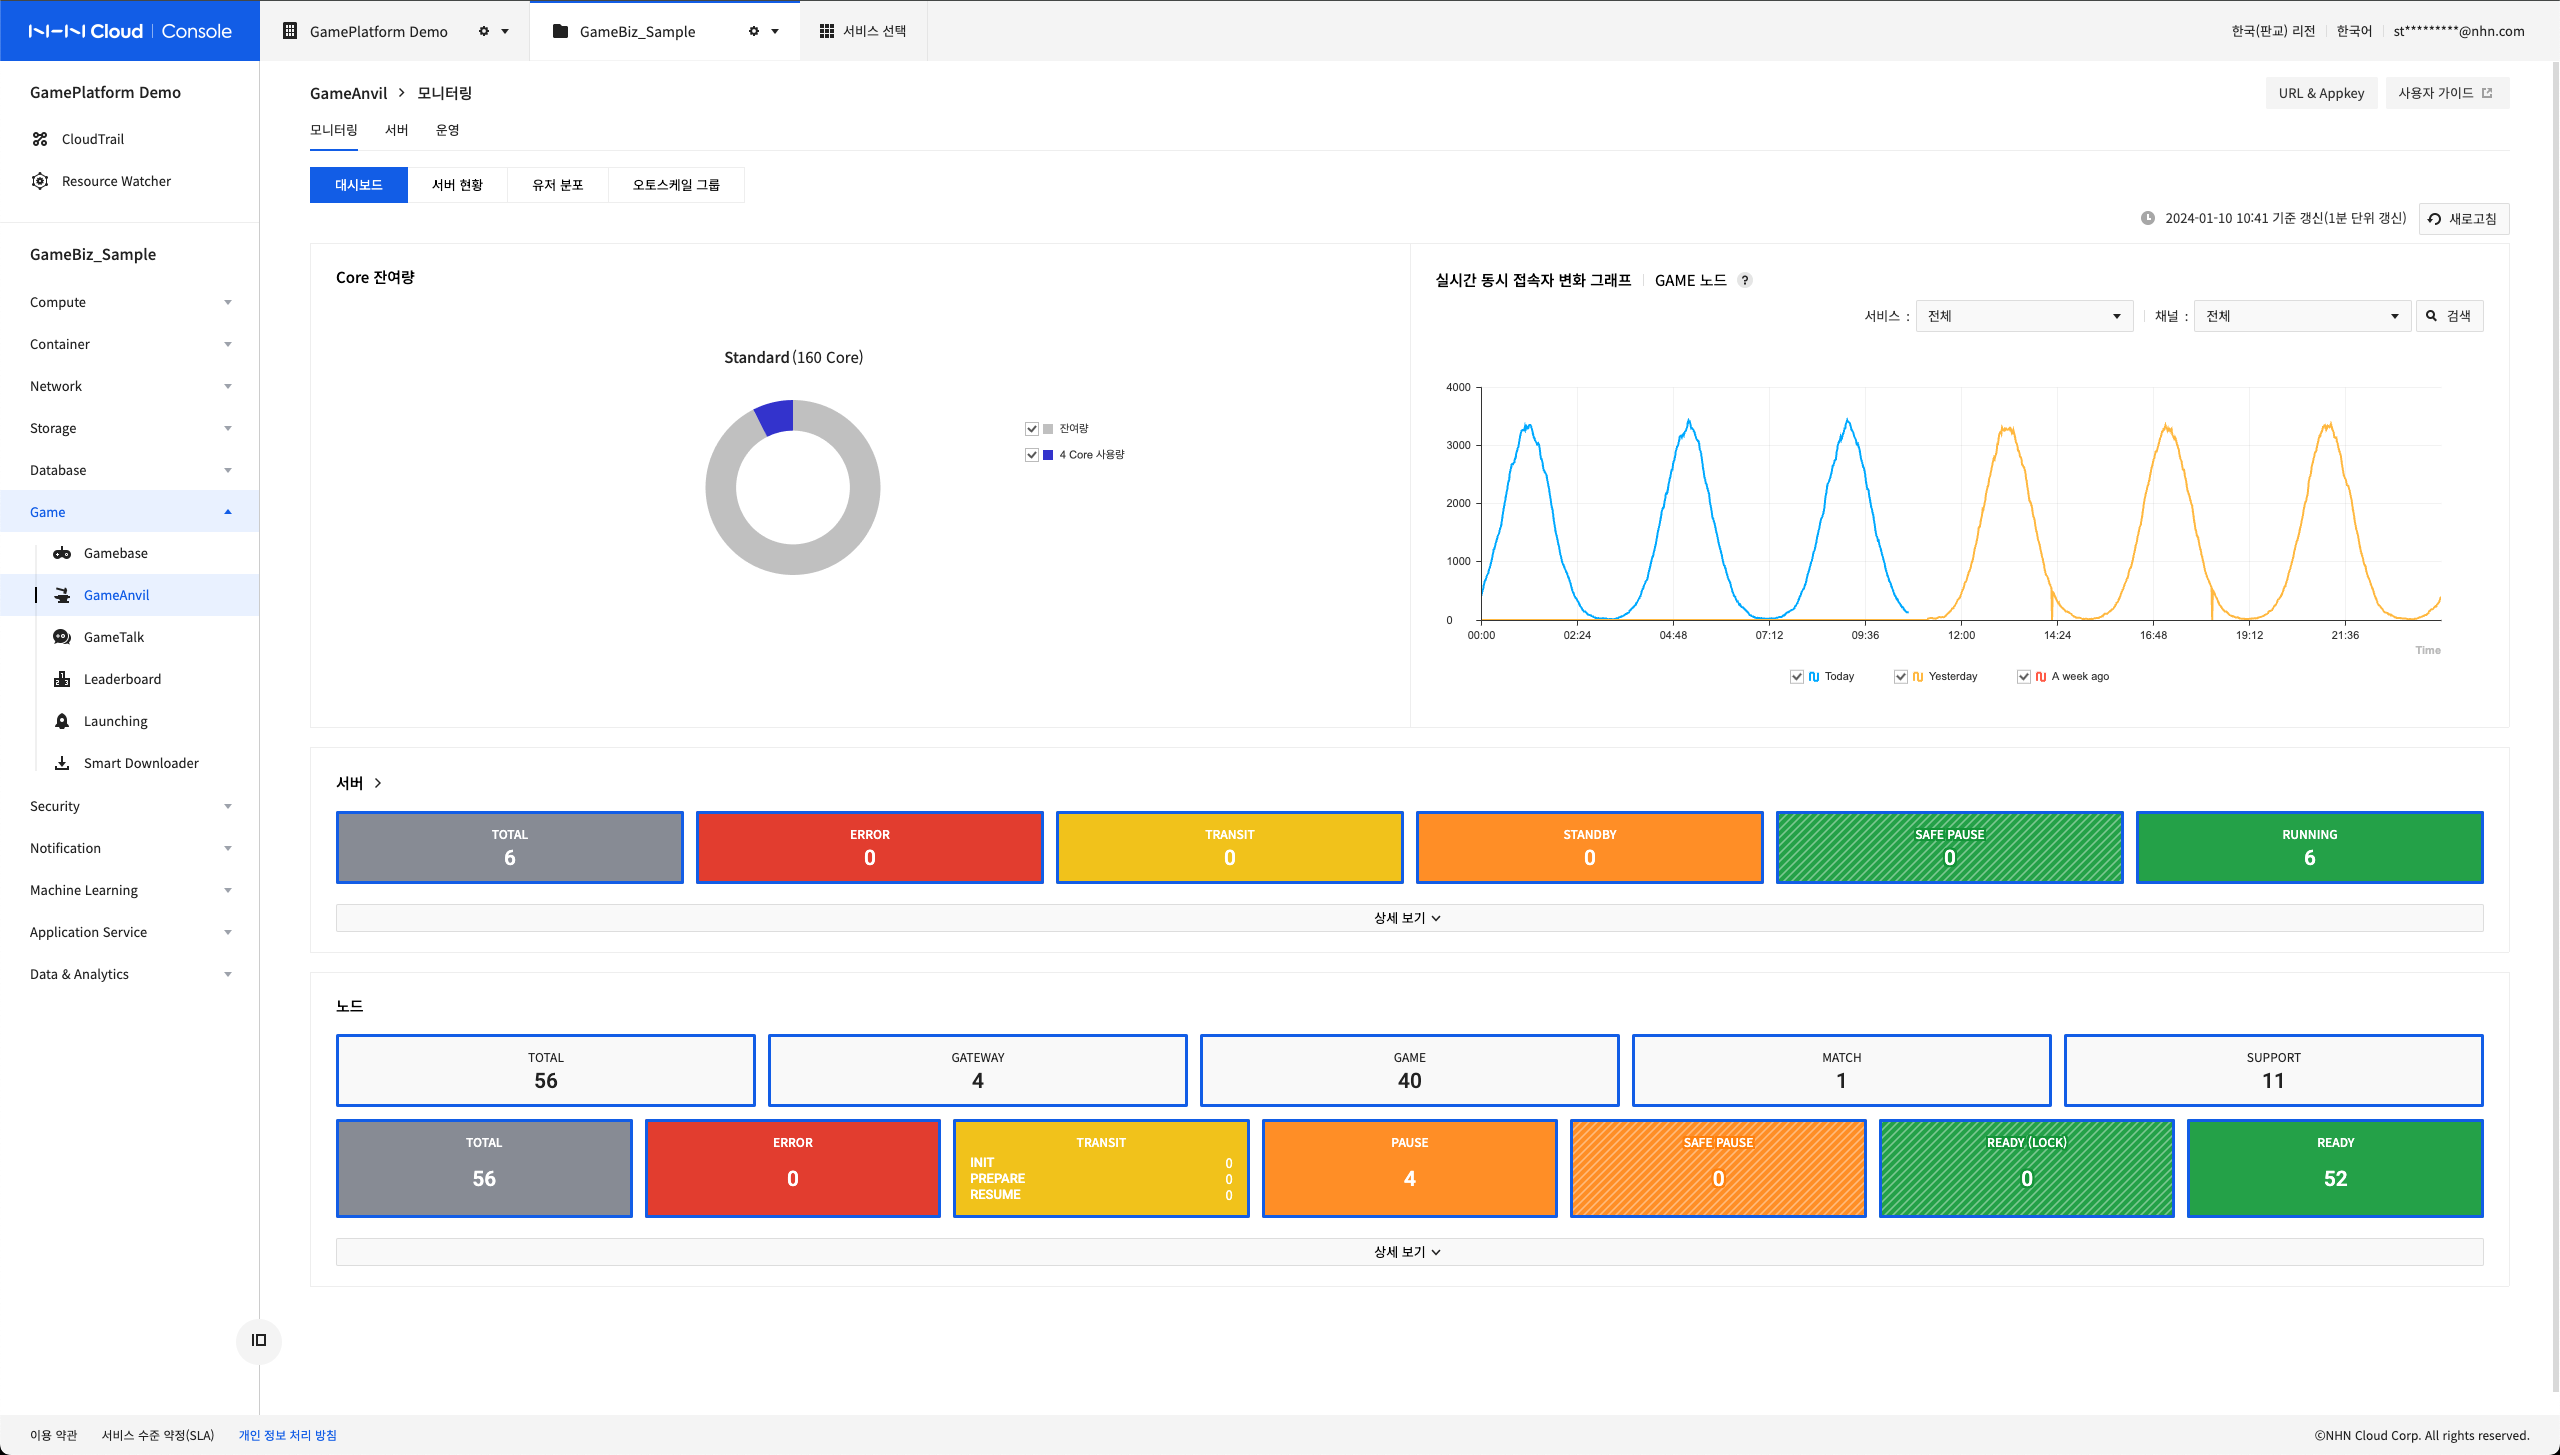 NHN Cloud | Console
GamePlatform Demo
GameBiz_Sample
서비스 선택
한국(판교) 리전
한국어
st*********@nhn.com
GamePlatform Demo
CloudTrail
Resource Watcher
GameBiz_Sample
Compute
Container
Network
Storage
Database
Game
Gamebase
GameAnvil
GameTalk
Leaderboard
Launching
Smart Downloader
Security
Notification
Machine Learning
Application Service
Data & Analytics
GameAnvil > 모니터링
URL & Appkey
사용자 가이드
모니터링 서버 운영
대시보드 서버 현황 유저 분포 오토스케일 그룹
2024-01-10 10:41 기준 갱신(1분 단위 갱신)
새로고침
Core 잔여량
Standard (160 Core)
잔여량
4 Core 사용량
실시간 동시 접속자 변화 그래프 | GAME 노드 ?
서비스 : 전체 채널 : 전체 검색
4000
3000
2000
1000
0
00:00 02:24 04:48 07:12 09:36 12:00 14:24 16:48 19:12 21:36
Time
Today Yesterday A week ago
서버 >
TOTAL
6
ERROR
0
TRANSIT
0
STANDBY
0
SAFE PAUSE
0
RUNNING
6
상세 보기
노드
TOTAL
56
GATEWAY
4
GAME
40
MATCH
1
SUPPORT
11
TOTAL
56
ERROR
0
TRANSIT
INIT 0
PREPARE 0
RESUME 0
PAUSE
4
SAFE PAUSE
0
READY (LOCK)
0
READY
52
상세 보기
이용 약관 서비스 수준 약정(SLA) 개인 정보 처리 방침
©NHN Cloud Corp. All rights reserved.